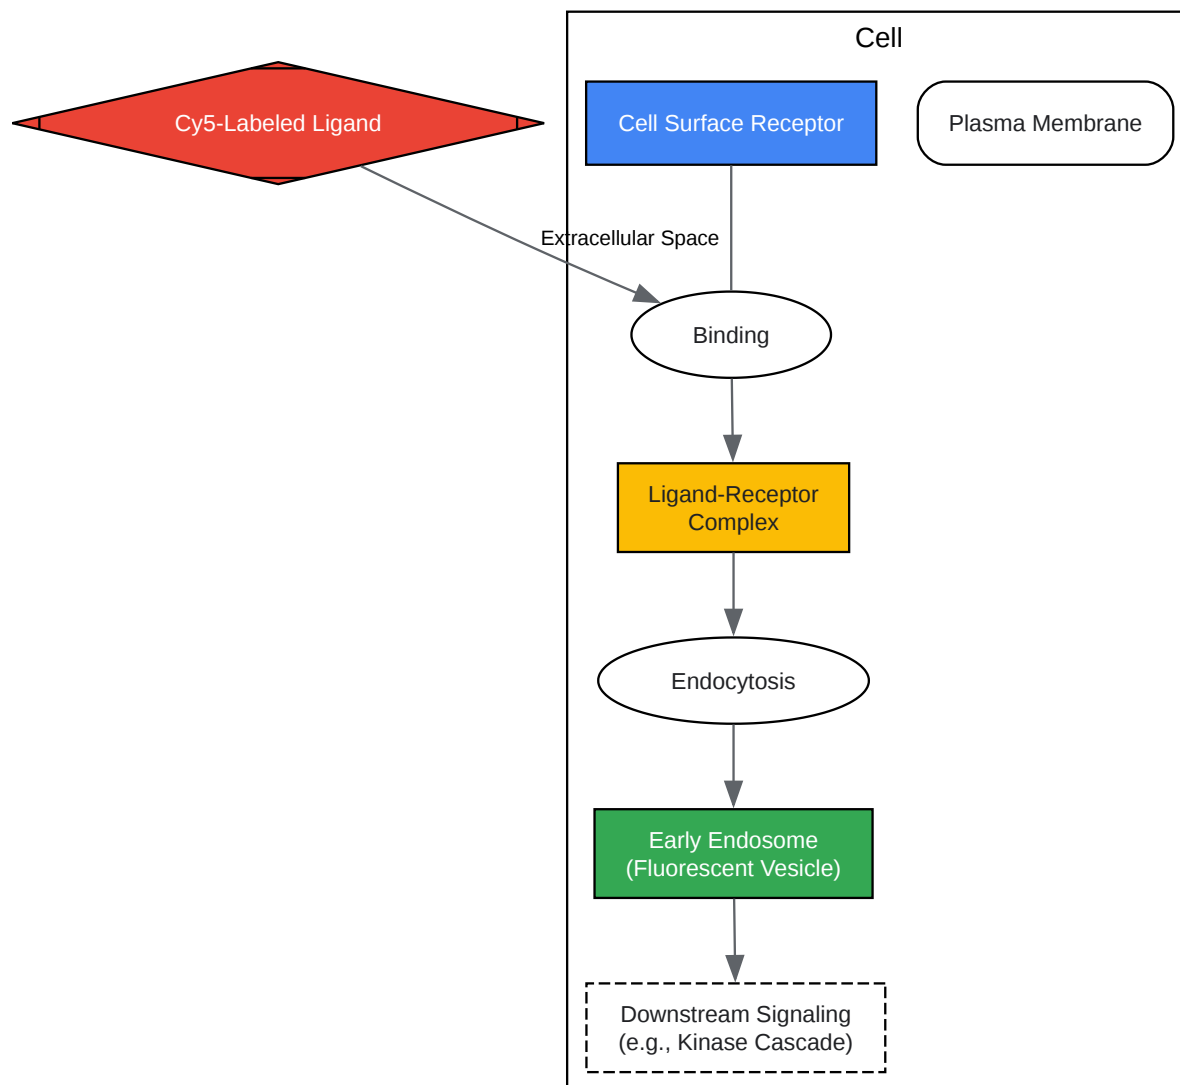 Cell
Cy5-Labeled Ligand
Cell Surface Receptor
Plasma Membrane
Extracellular Space
Binding
Ligand-Receptor
Complex
Endocytosis
Early Endosome
(Fluorescent Vesicle)
Downstream Signaling
(e.g., Kinase Cascade)